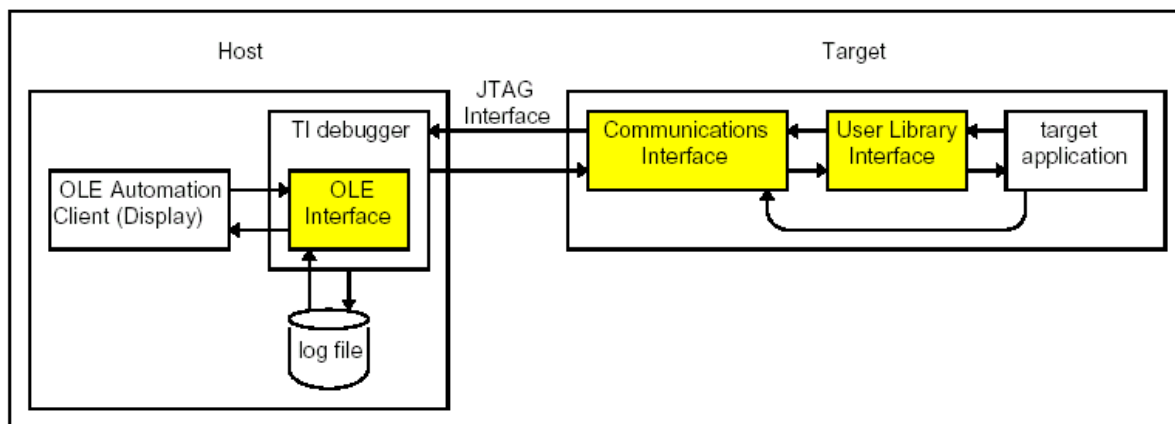 Host
Target
JTAG
Interface
TI debugger
OLE Automation
Client (Display)
OLE
Interface
log file
Communications
Interface
User Library
Interface
target
application